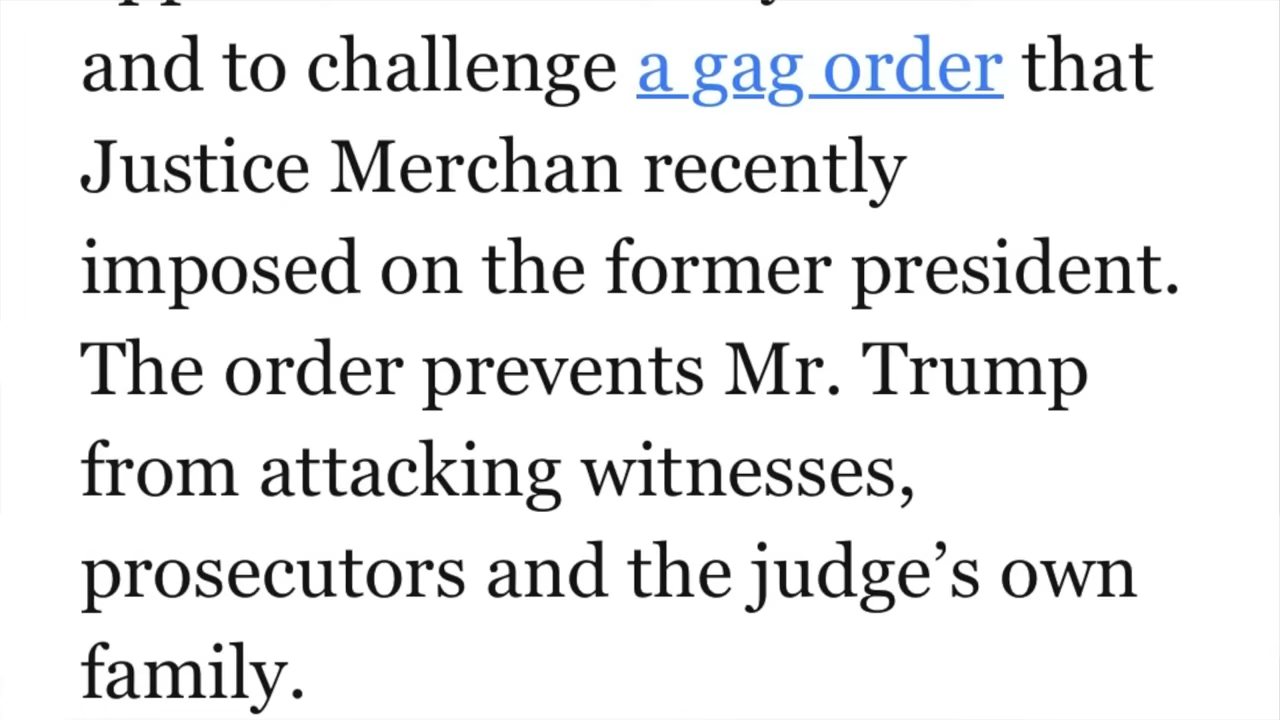 and to challenge a gag order that
Justice Merchan recently
imposed on the former president.
The order prevents Mr. Trump
from attacking witnesses,
prosecutors and the judge’s own
family.